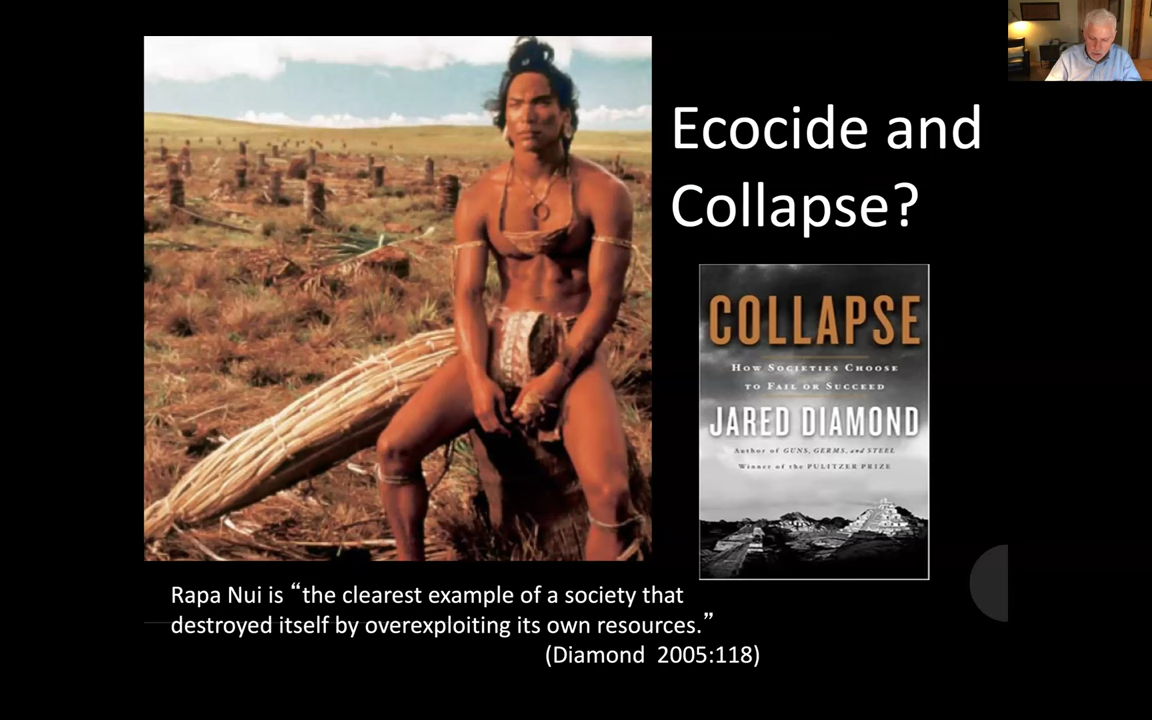 Ecocide and
Collapse?
COLLAPSE
HOW SOCIETIES CHOOSE
TO FAIL OR SUCCEED
JARED DIAMOND
Author of GUNS, GERMS, and STEEL
Winner of the PULITZER PRIZE
Rapa Nui is “the clearest example of a society that
destroyed itself by overexploiting its own resources.”
(Diamond 2005:118)